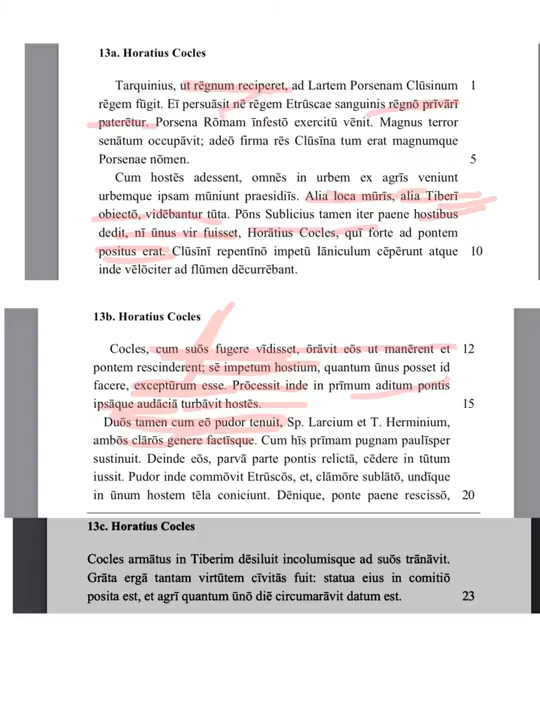 13a. Horatius Cocles
Tarquinius, ut rēgnum reciperet, ad Lartem Porsenam Clūsinum 1
rēgem fūgit. Eī persuāsit nē rēgem Etrūscae sanguinis rēgnō prīvārī
paterētur. Porsena Rōmam īnfestō exercitū vēnit. Magnus terror
senātum occupāvit; adeō firma rēs Clūsīna tum erat magnumque
Porsenae nōmen. 5
Cum hostēs adessent, omnēs in urbem ex agrīs veniunt
urbemque ipsam mūniunt praesidiīs. Alia loca mūrīs, alia Tiberī
obiectō, vidēbantur tūta. Pōns Sublicius tamen iter paene hostibus
dedit, nī ūnus vir fuisset, Horātius Cocles, quī forte ad pontem
positus erat. Clūsīnī repentīnō impetū Iāniculum cēpērunt atque 10
inde vēlōciter ad flūmen dēcurrēbant.
13b. Horatius Cocles
Cocles, cum suōs fugere vīdisset, ōrāvit eōs ut manērent et 12
pontem rescinderent; sē impetum hostium, quantum ūnus posset id
facere, exceptūrum esse. Prōcessit inde in prīmum aditum pontis
ipsāque audāciā turbāvit hostēs. 15
Duōs tamen cum eō pudor tenuit, Sp. Larcium et T. Herminium,
ambōs clārōs genere factīsque. Cum hīs prīmam pugnam paulīsper
sustinuit. Deinde eōs, parvā parte pontis relictā, cēdere in tūtum
iussit. Pudor inde commōvit Etrūscōs, et, clāmōre sublātō, undīque
in ūnum hostem tēla coniciunt. Dēnique, ponte paene rescissō, 20
13c. Horatius Cocles
Cocles armātus in Tiberim dēsiluit incolumisque ad suōs trānāvit.
Grāta ergā tantam virtūtem cīvitās fuit: statua eius in comitiō
posita est, et agrī quantum ūnō diē circumarāvit datum est. 23